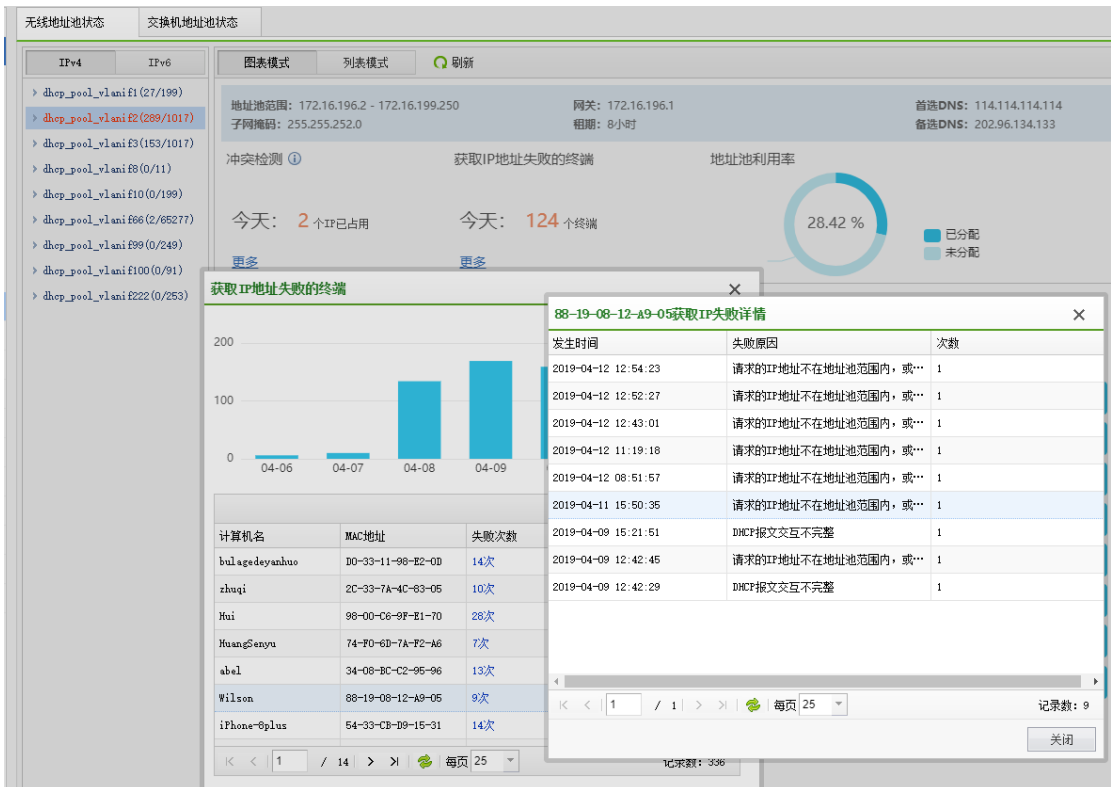 无线地址池状态 交换机地址池状态
IPv4 IPv6 图表模式 列表模式 刷新
dhcp_pool_vlanif1(27/199)
dhcp_pool_vlanif2(289/1017)
dhcp_pool_vlanif3(153/1017)
dhcp_pool_vlanif8(0/11)
dhcp_pool_vlanif10(0/199)
dhcp_pool_vlanif66(2/65277)
dhcp_pool_vlanif99(0/249)
dhcp_pool_vlanif100(0/91)
dhcp_pool_vlanif222(0/253)
地址池范围: 172.16.196.2 - 172.16.199.250 网关: 172.16.196.1 首选DNS: 114.114.114.114
子网掩码: 255.255.252.0 租期: 8小时 备选DNS: 202.96.134.133
冲突检测 获取IP地址失败的终端 地址池利用率
今天: 2 个IP已占用 今天: 124 个终端 28.42 %
已分配
未分配
更多 更多
获取IP地址失败的终端
200
100
0
04-06 04-07 04-08 04-09
计算机名 MAC地址 失败次数
bulagedeyanhuo D0-33-11-98-E2-0D 14次
zhuqi 2C-33-7A-4C-83-05 10次
Hui 98-00-C6-9F-E1-70 28次
HuangSenyu 74-F0-6D-7A-F2-A6 7次
abel 34-08-BC-C2-95-96 13次
Wilson 88-19-08-12-A9-05 9次
iPhone-8plus 54-33-CB-D9-15-31 14次
1 / 14 每页 25 记录数: 336
88-19-08-12-A9-05获取IP失败详情
发生时间 失败原因 次数
2019-04-12 12:54:23 请求的IP地址不在地址池范围内，或… 1
2019-04-12 12:52:27 请求的IP地址不在地址池范围内，或… 1
2019-04-12 12:43:01 请求的IP地址不在地址池范围内，或… 1
2019-04-12 11:19:18 请求的IP地址不在地址池范围内，或… 1
2019-04-12 08:51:57 请求的IP地址不在地址池范围内，或… 1
2019-04-11 15:50:35 请求的IP地址不在地址池范围内，或… 1
2019-04-09 15:21:51 DHCP报文交互不完整 1
2019-04-09 12:42:45 请求的IP地址不在地址池范围内，或… 1
2019-04-09 12:42:29 DHCP报文交互不完整 1
1 / 1 每页 25 记录数: 9
关闭